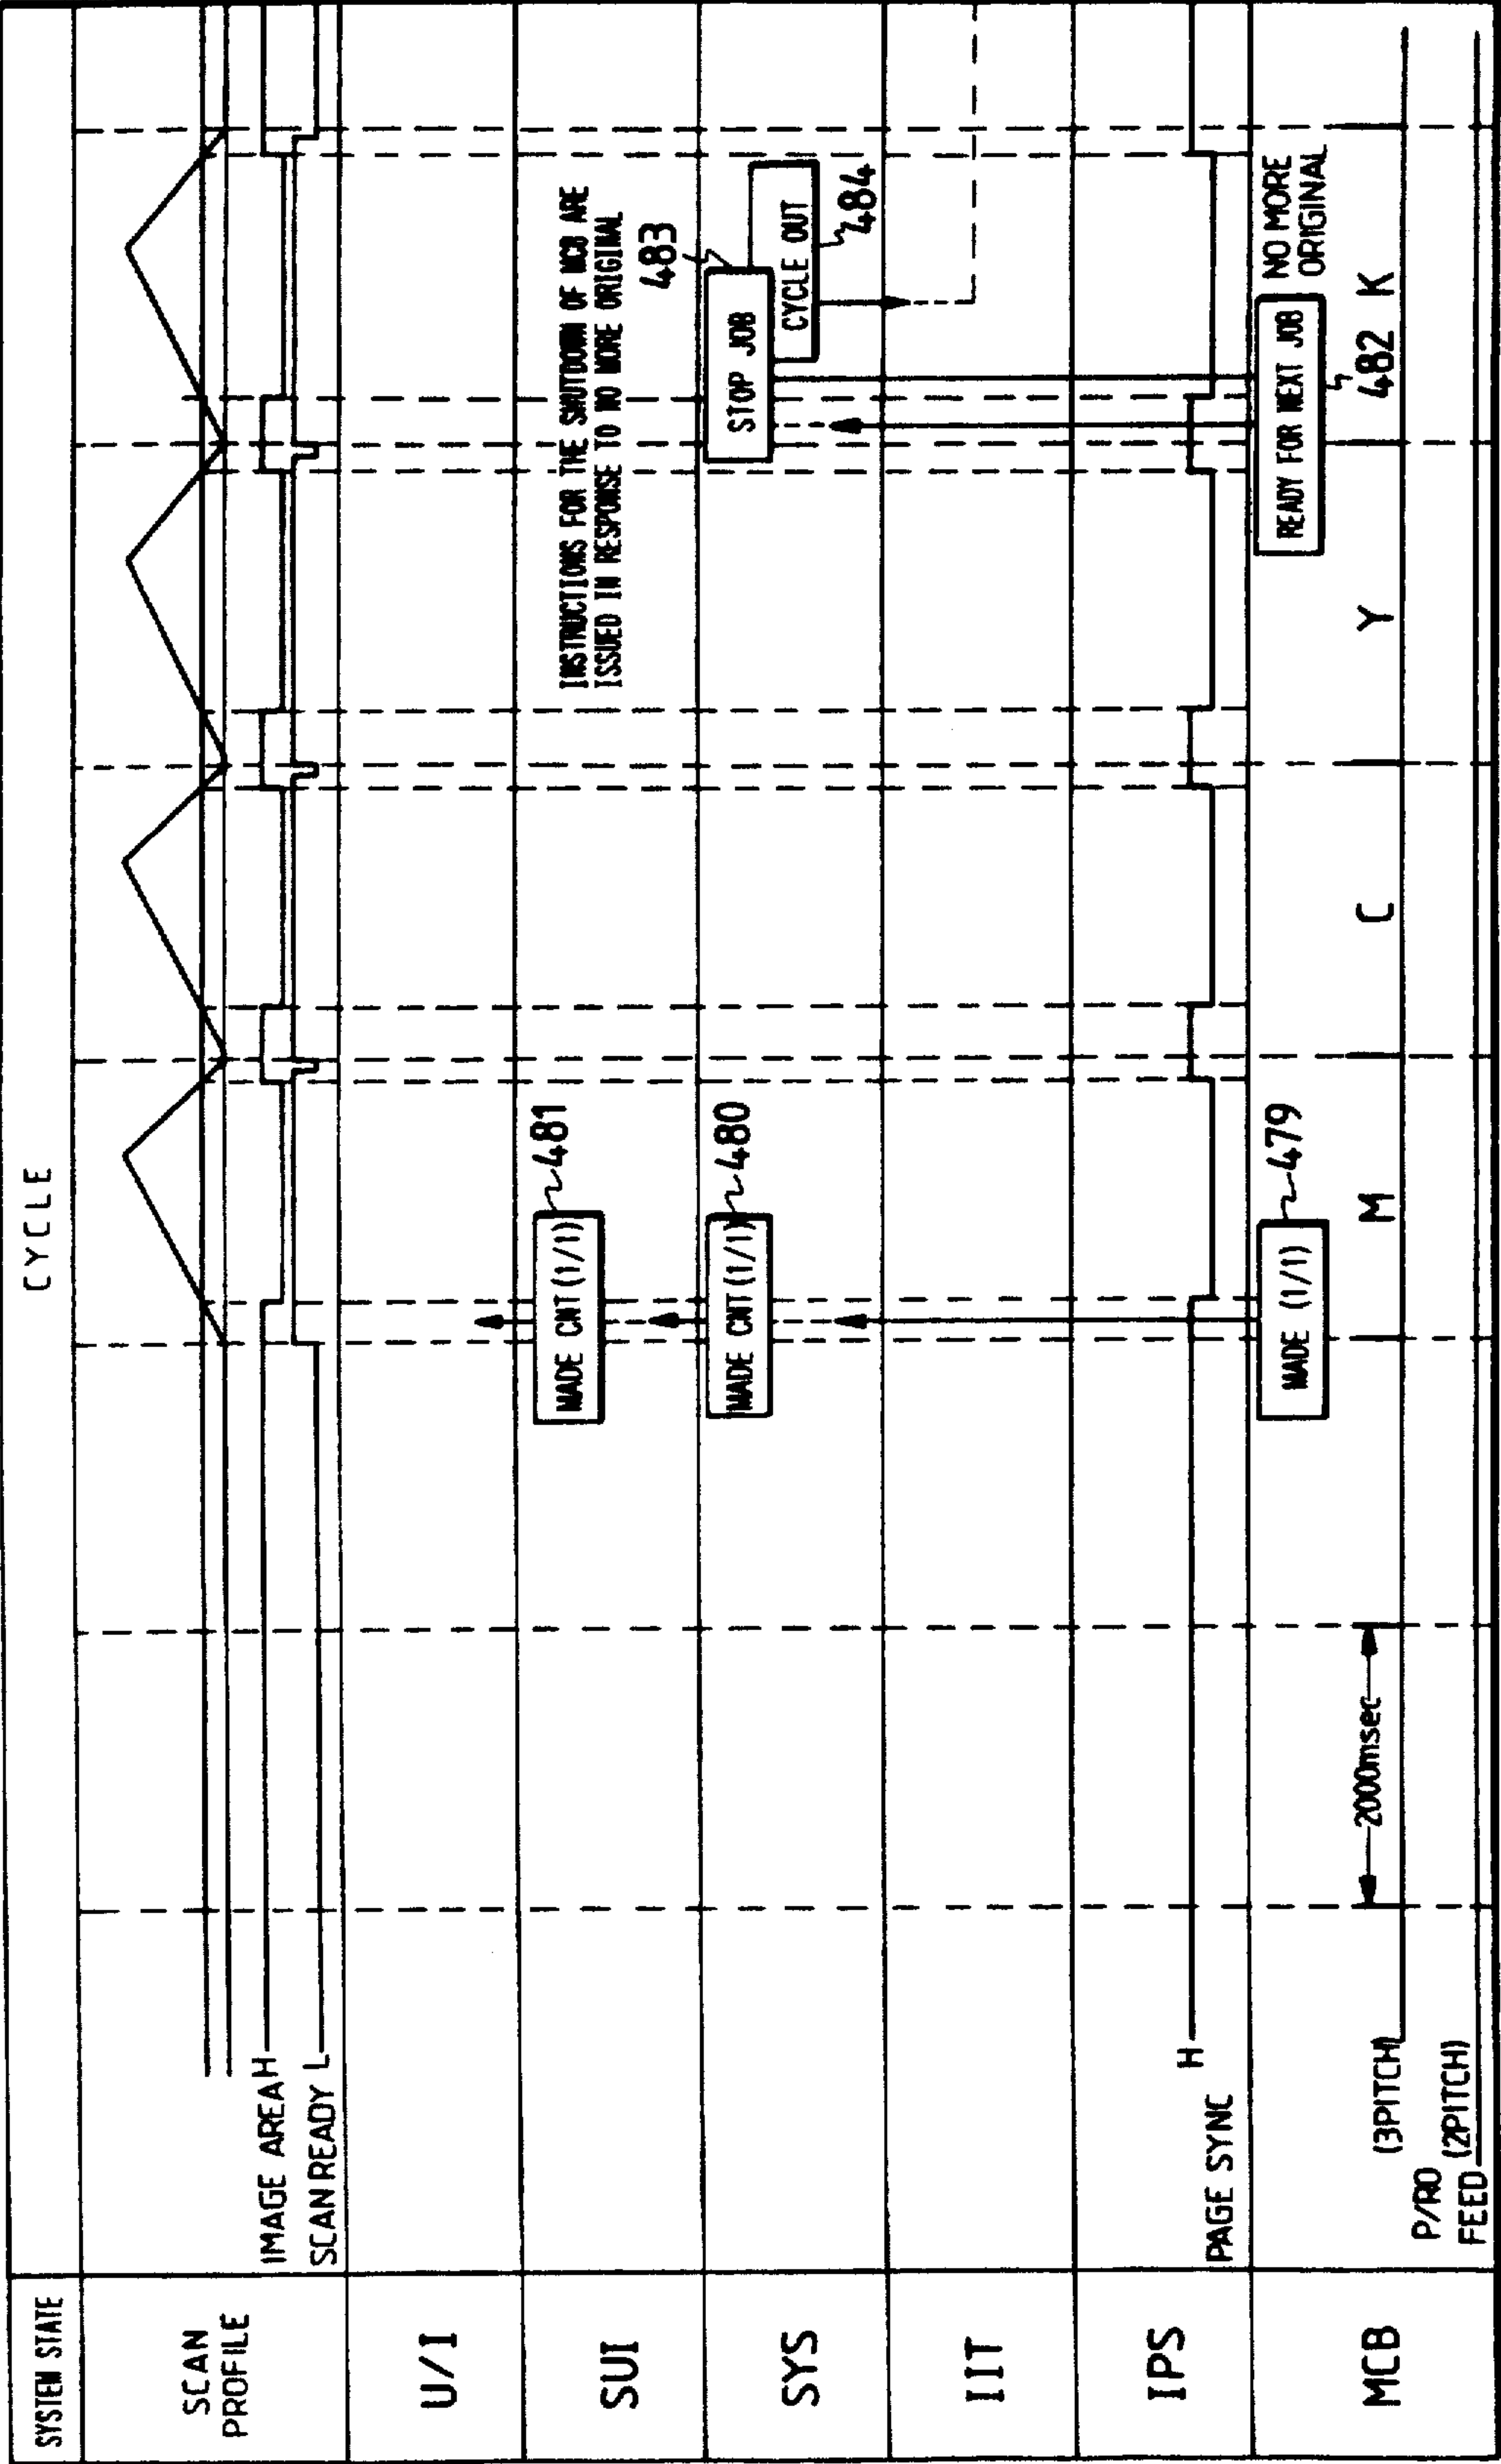 CYCLE
SYSTEM STATE
SCAN
PROFILE
IMAGE AREA H
SCAN READY L
U/I
SUI
MADE CNT(1/1)
481
INSTRUCTIONS FOR THE SHUTDOWN OF MCB ARE
ISSUED IN RESPONSE TO NO MORE ORIGINAL
SYS
MADE CNT(1/1)
480
STOP JOB
483
CYCLE OUT
484
IIT
IPS
PAGE SYNC
H
MCB
MADE (1/1)
479
READY FOR NEXT JOB
482
NO MORE
ORIGINAL
2000msec
M
C
Y
K
(3PITCH)
P/RO
FEED
(2PITCH)